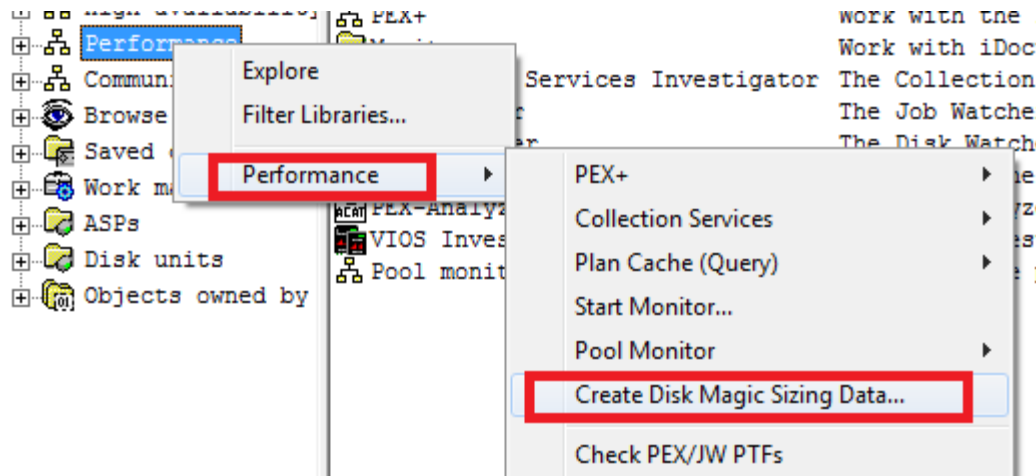 PEX+ Work with the
Performance Work with iDoc
Explore
Services Investigator The Collection
Browse
Filter Libraries...
The Job Watche
Saved
The Disk Watch
Work
Performance
PEX+
ASPs
PEX-Analyz
Collection Services
VIOS Inves
Disk units
Plan Cache (Query)
Pool monit
Objects owned by
Start Monitor...
Pool Monitor
Create Disk Magic Sizing Data...
Check PEX/JW PTFs